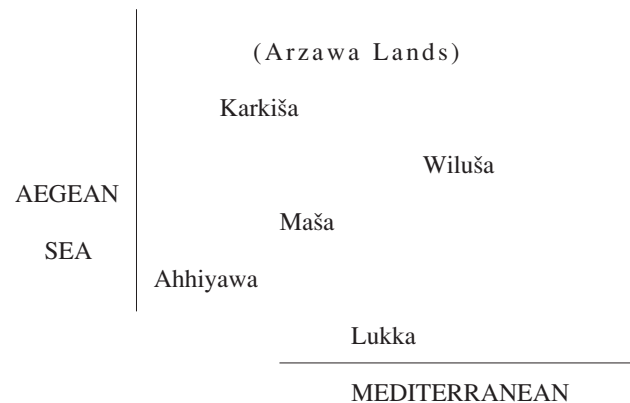 (Arzawa Lands)
Karkiša
Wiluša
AEGEAN
Maša
SEA
Ahhiyawa
Lukka
MEDITERRANEAN